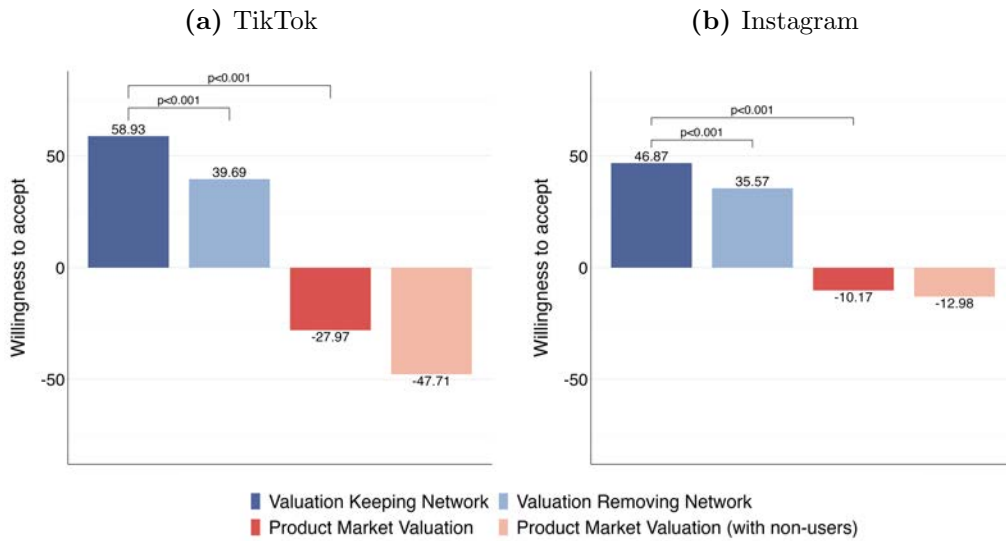 (a) TikTok
(b) Instagram
p<0.001
p<0.001
58.93
39.69
-27.97
-47.71
50
0
-50
Willingness to accept
p<0.001
p<0.001
46.87
35.57
-10.17
-12.98
50
0
-50
Willingness to accept
Valuation Keeping Network
Valuation Removing Network
Product Market Valuation
Product Market Valuation (with non-users)